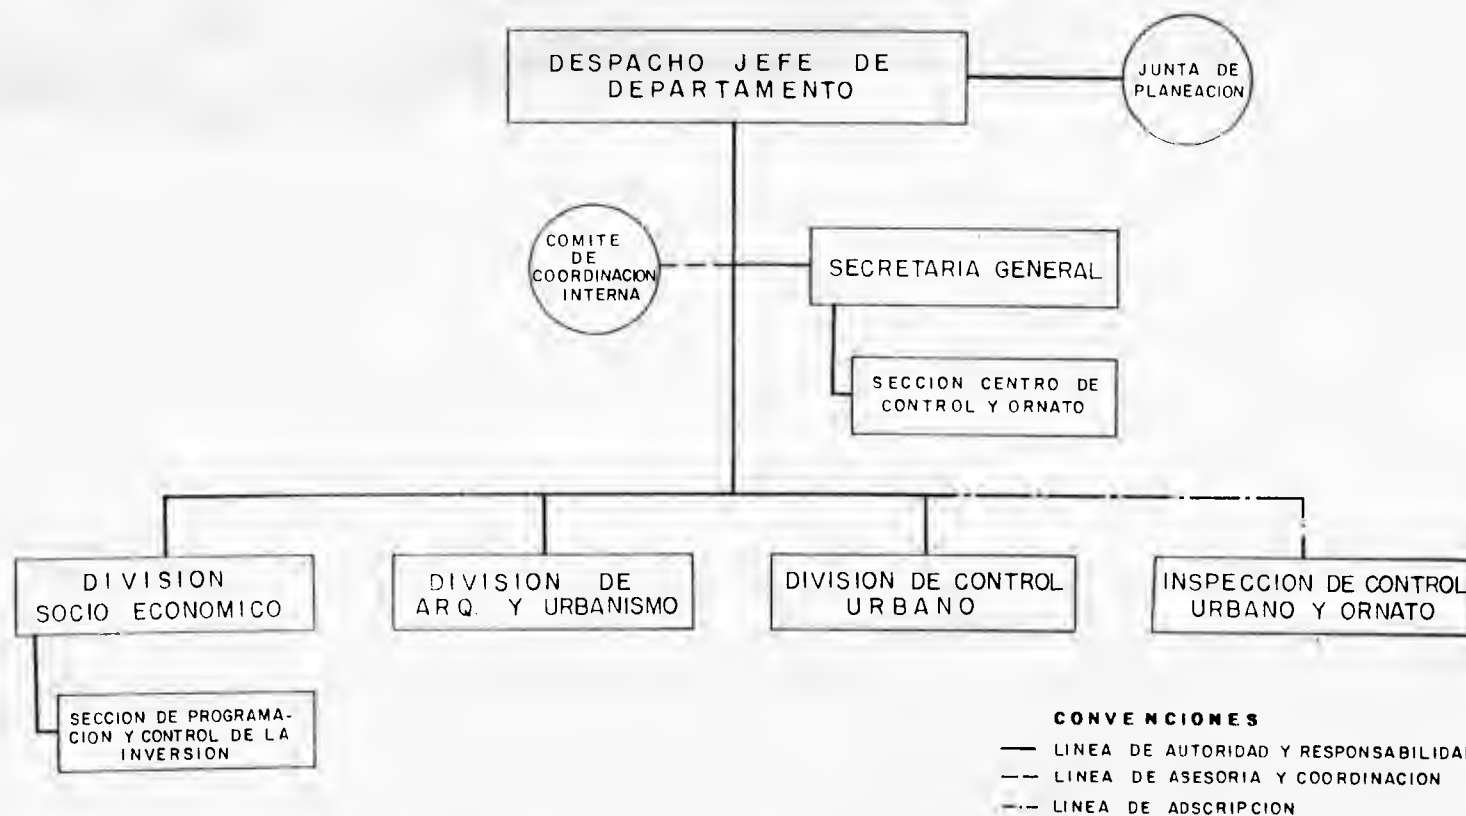 DESPACHO JEFE DE
DEPARTAMENTO
JUNTA DE
PLANEACION
COMITE
DE
COORDINACION
INTERNA
SECRETARIA GENERAL
SECCION CENTRO DE
CONTROL Y ORNATO
DIVISION
SOCIO ECONOMICO
DIVISION DE
ARQ. Y URBANISMO
DIVISION DE CONTROL
URBANO
INSPECCION DE CONTROL
URBANO Y ORNATO
SECCION DE PROGRAMA-
CION Y CONTROL DE LA
INVERSION
CONVENCIONES
LINEA DE AUTORIDAD Y RESPONSABILIDAD
LINEA DE ASESORIA Y COORDINACION
LINEA DE ADSCRIPCION